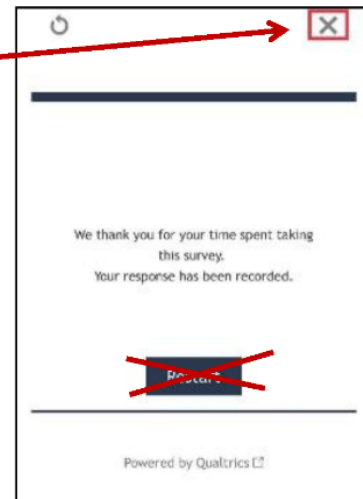 We thank you for your time spent taking
this survey.
Your response has been recorded.
Restart
Powered by Qualtrics